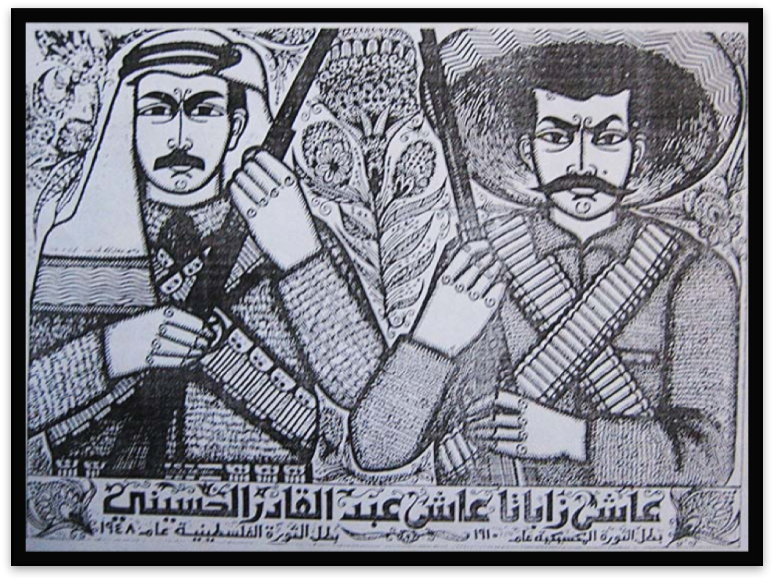 عاش زاباتا عاش عبد القادر الحسيني
بطل الثورة المكسيكية عام ١٩١٠ بطل الثورة الفلسطينية عام ١٩٤٨